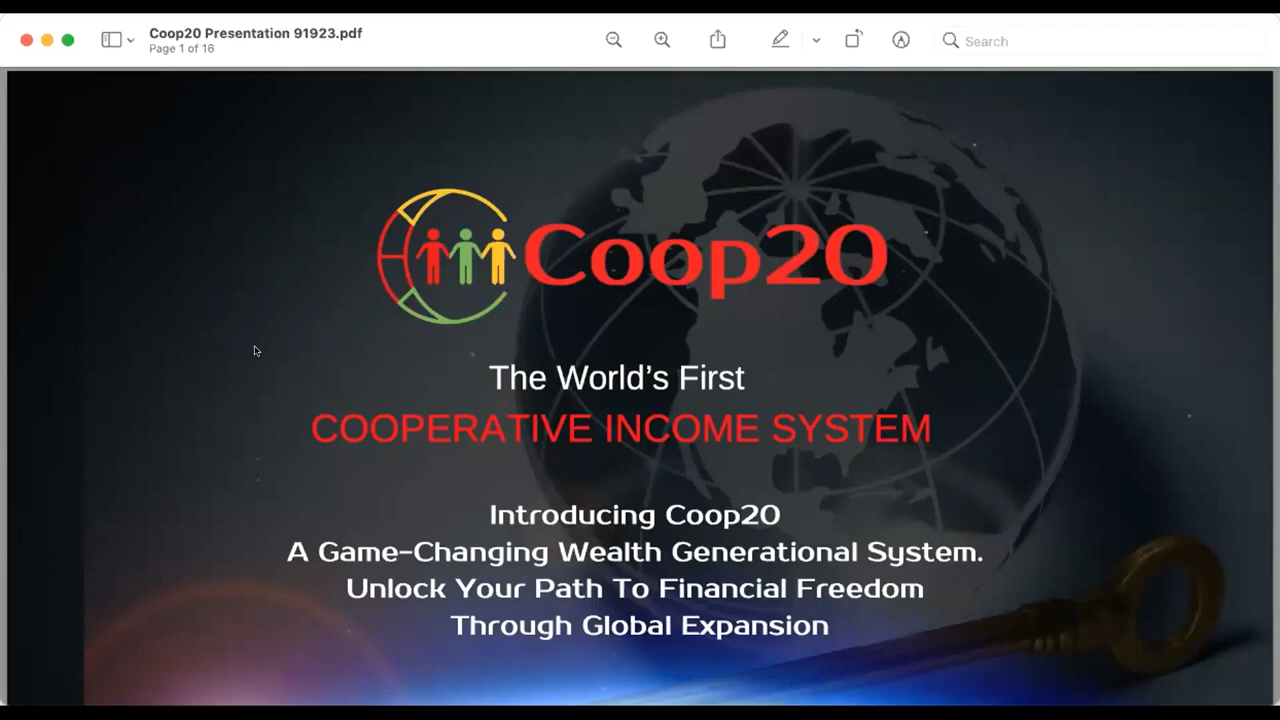 Coop20 Presentation 91923.pdf
Page 1 of 16
Search
Coop20
The World's First
COOPERATIVE INCOME SYSTEM
Introducing Coop20
A Game-Changing Wealth Generational System.
Unlock Your Path To Financial Freedom
Through Global Expansion